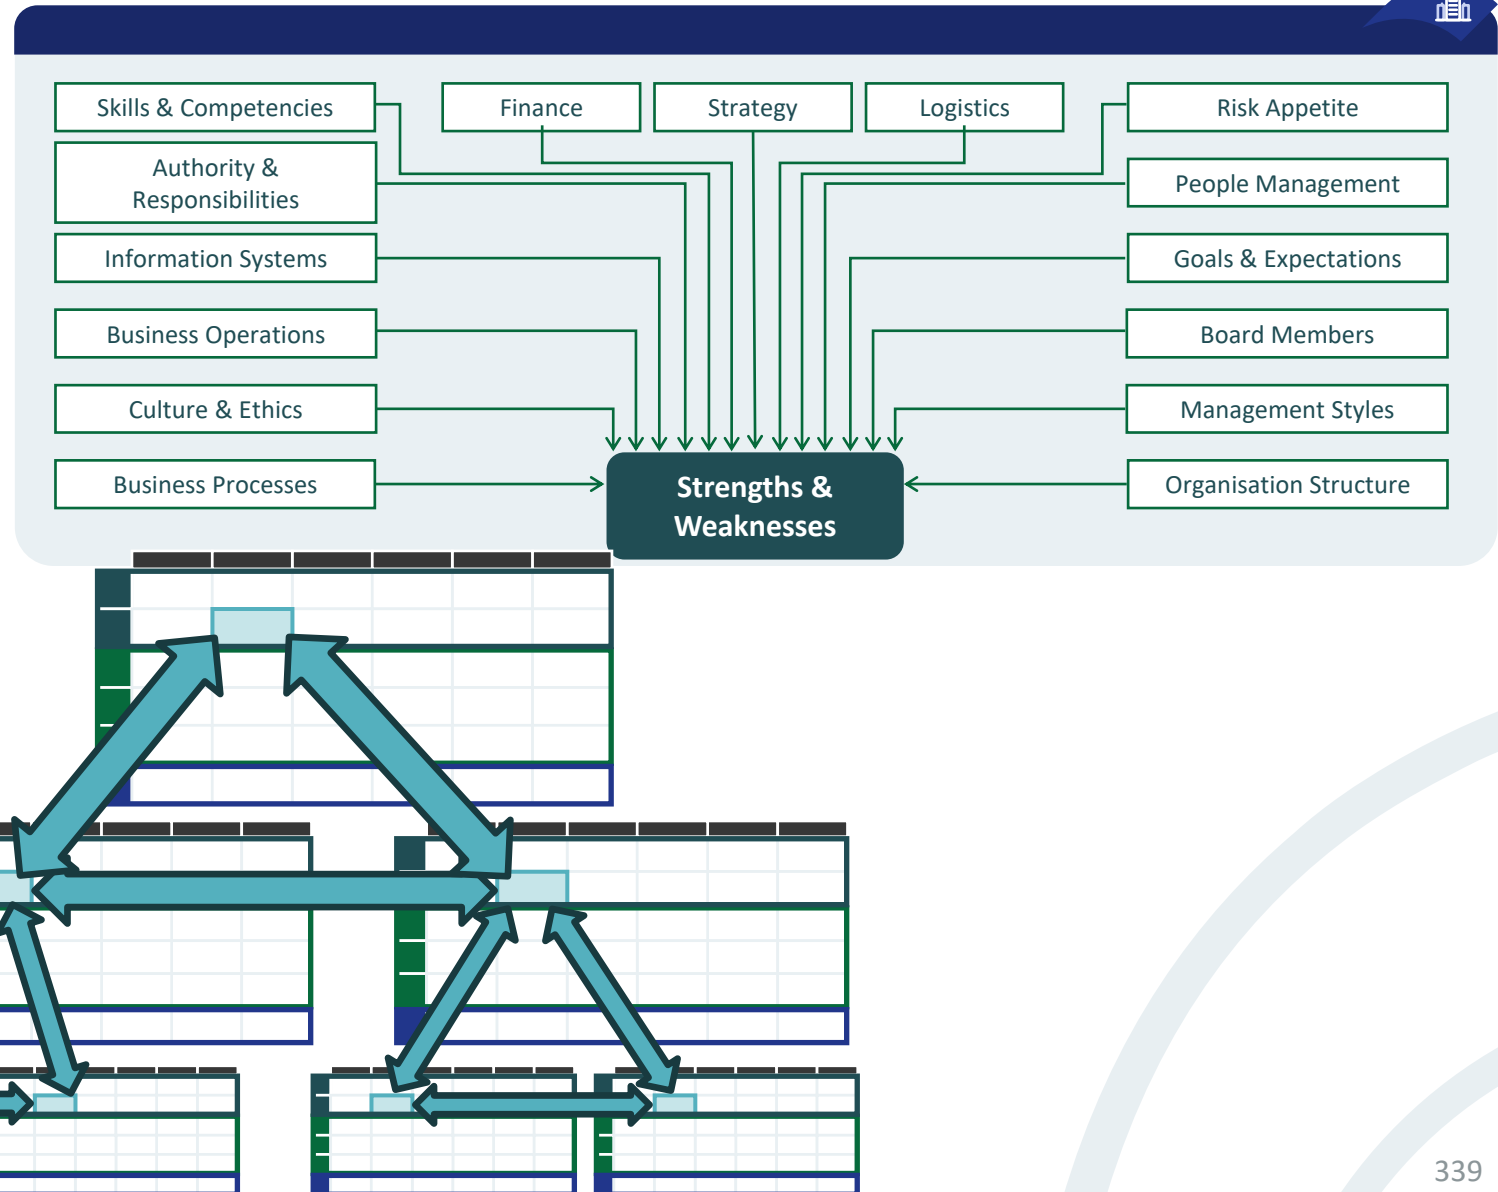 Skills & Competencies
Finance
Strategy
Logistics
Risk Appetite
Authority &
Responsibilities
People Management
Information Systems
Goals & Expectations
Business Operations
Board Members
Culture & Ethics
Management Styles
Business Processes
Strengths &
Weaknesses
Organisation Structure
339